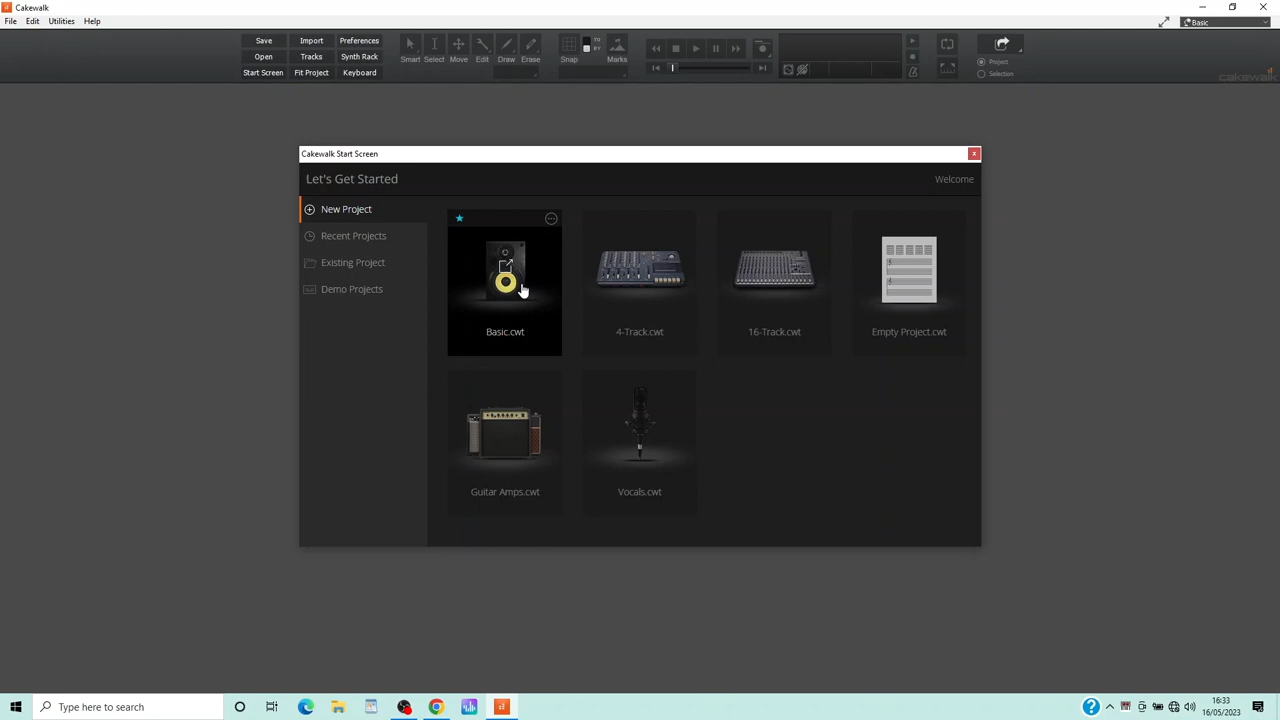 Cakewalk
File Edit Utilities Help
Basic
Save Import Preferences
Open Tracks Synth Rack
Start Screen Fit Project Keyboard
Smart Select Move Edit Draw Erase
Snap
TO
BY
Marks
Project
Selection
cakewalk
Cakewalk Start Screen
Let's Get Started
Welcome
New Project
Recent Projects
Existing Project
Demo Projects
Basic.cwt
4-Track.cwt
16-Track.cwt
Empty Project.cwt
Guitar Amps.cwt
Vocals.cwt
Type here to search
16:33
16/05/2023